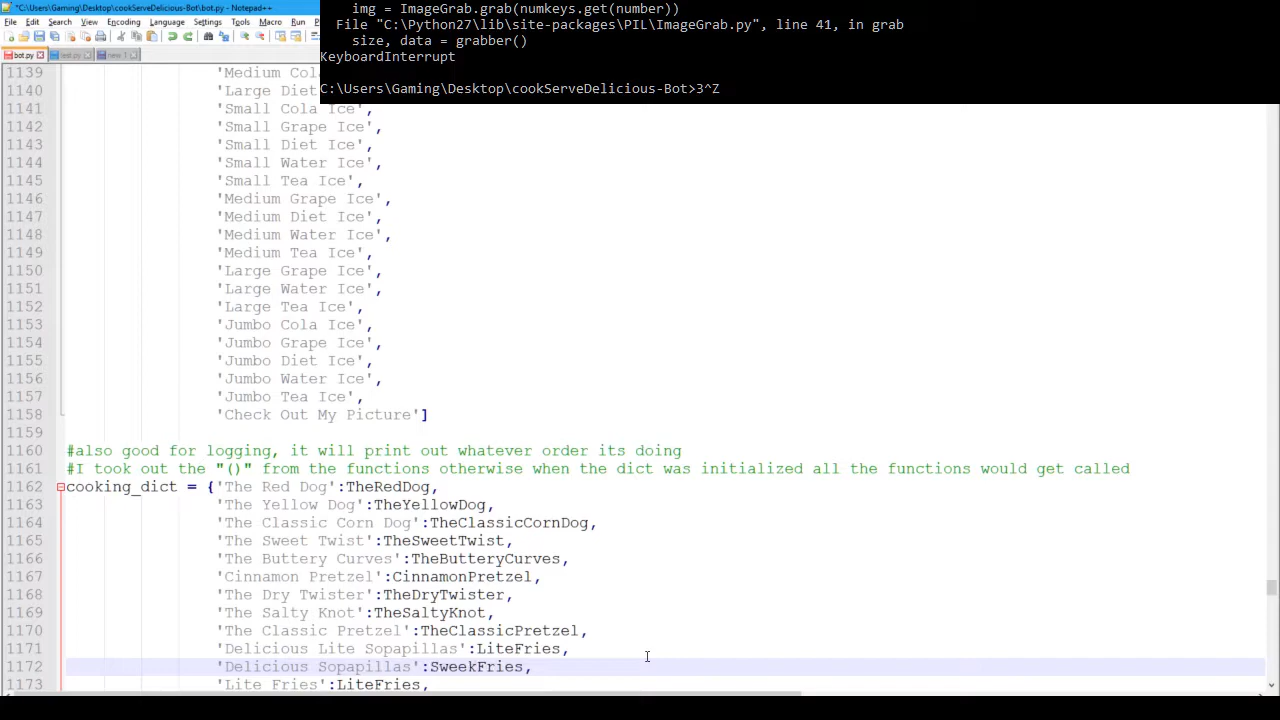 *C:\Users\Gaming\Desktop\cookServeDelicious-Bot\bot.py - Notepad++
File Edit Search View Encoding Language Settings Tools Macro Run
bot.py test.py new 1
img = ImageGrab.grab(numkeys.get(number))
File "C:\Python\lib\site-packages\PIL\ImageGrab.py", line 41, in grab
size, data = grabber()
KeyboardInterrupt
C:\Users\Gaming\Desktop\cookServeDelicious-Bot>3^Z
1139 'Medium Cola
1140 'Large Diet
1141 'Small Cola Ice',
1142 'Small Grape Ice',
1143 'Small Diet Ice',
1144 'Small Water Ice',
1145 'Small Tea Ice',
1146 'Medium Grape Ice',
1147 'Medium Diet Ice',
1148 'Medium Water Ice',
1149 'Medium Tea Ice',
1150 'Large Grape Ice',
1151 'Large Water Ice',
1152 'Large Tea Ice',
1153 'Jumbo Cola Ice',
1154 'Jumbo Grape Ice',
1155 'Jumbo Diet Ice',
1156 'Jumbo Water Ice',
1157 'Jumbo Tea Ice',
1158 'Check Out My Picture']
1159
1160 #also good for logging, it will print out whatever order its doing
1161 #I took out the "()" from the functions otherwise when the dict was initialized all the functions would get called
1162 cooking_dict = {'The Red Dog':TheRedDog,
1163 'The Yellow Dog':TheYellowDog,
1164 'The Classic Corn Dog':TheClassicCornDog,
1165 'The Sweet Twist':TheSweetTwist,
1166 'The Buttery Curves':TheButteryCurves,
1167 'Cinnamon Pretzel':CinnamonPretzel,
1168 'The Dry Twister':TheDryTwister,
1169 'The Salty Knot':TheSaltyKnot,
1170 'The Classic Pretzel':TheClassicPretzel,
1171 'Delicious Lite Sopapillas':LiteFries,
1172 'Delicious Sopapillas':SweekFries,
1173 'Lite Fries':LiteFries,